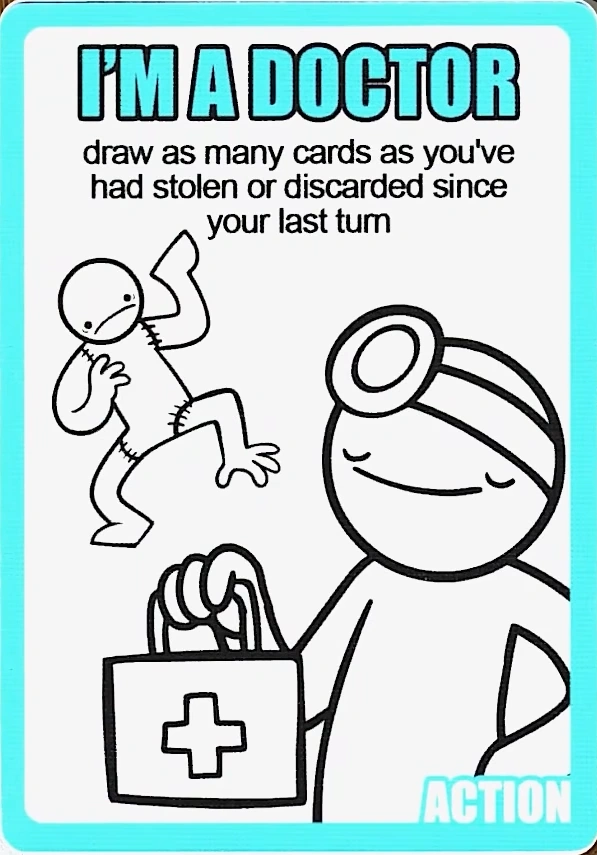 I'M A DOCTOR
draw as many cards as you've
had stolen or discarded since
your last turn
ACTION